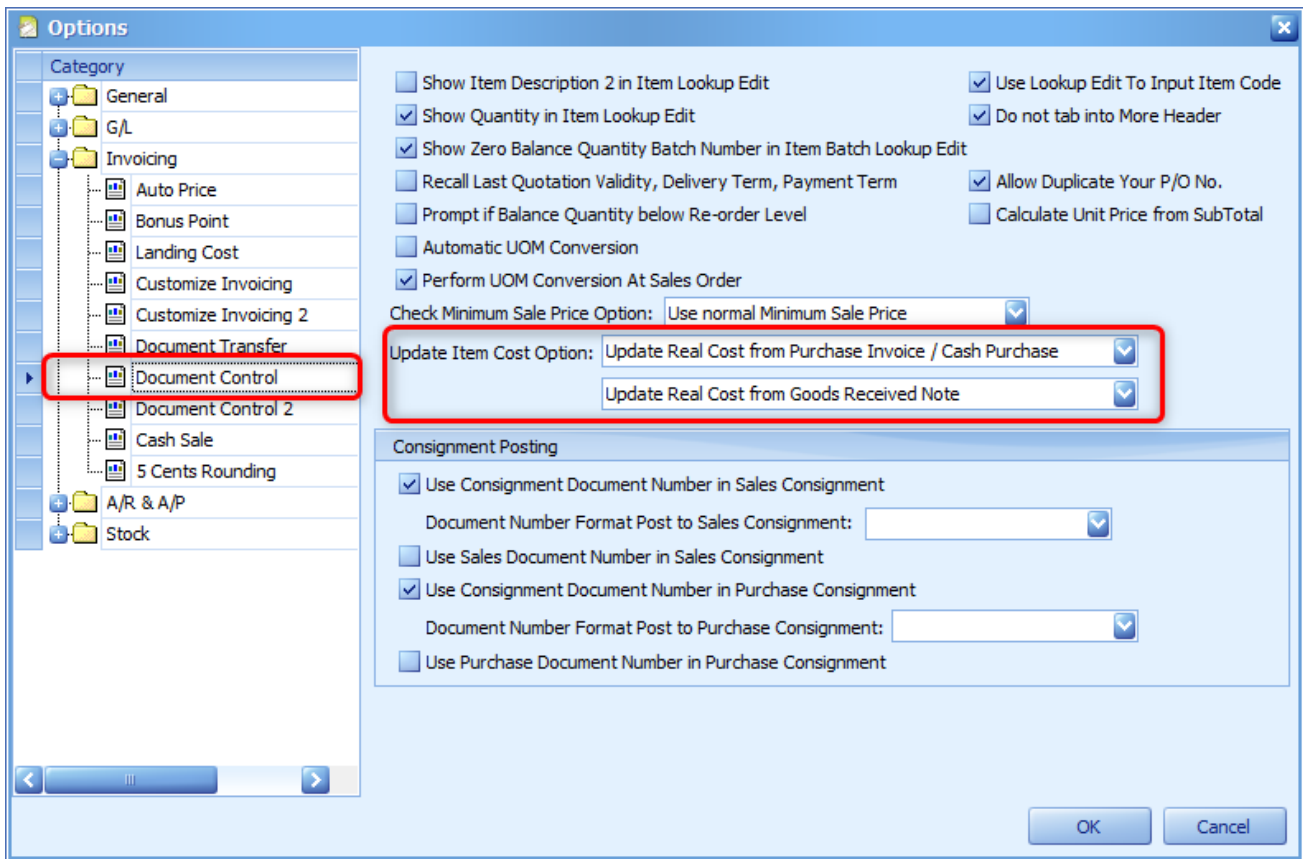 Options
Category
General
G/L
Invoicing
Auto Price
Bonus Point
Landing Cost
Customize Invoicing
Customize Invoicing 2
Document Transfer
Document Control
Document Control 2
Cash Sale
5 Cents Rounding
A/R & A/P
Stock
Show Item Description 2 in Item Lookup Edit
Use Lookup Edit To Input Item Code
Show Quantity in Item Lookup Edit
Do not tab into More Header
Show Zero Balance Quantity Batch Number in Item Batch Lookup Edit
Recall Last Quotation Validity, Delivery Term, Payment Term
Allow Duplicate Your P/O No.
Prompt if Balance Quantity below Re-order Level
Calculate Unit Price from SubTotal
Automatic UOM Conversion
Perform UOM Conversion At Sales Order
Check Minimum Sale Price Option: Use normal Minimum Sale Price
Update Item Cost Option: Update Real Cost from Purchase Invoice / Cash Purchase
Update Real Cost from Goods Received Note
Consignment Posting
Use Consignment Document Number in Sales Consignment
Document Number Format Post to Sales Consignment:
Use Sales Document Number in Sales Consignment
Use Consignment Document Number in Purchase Consignment
Document Number Format Post to Purchase Consignment:
Use Purchase Document Number in Purchase Consignment
OK
Cancel